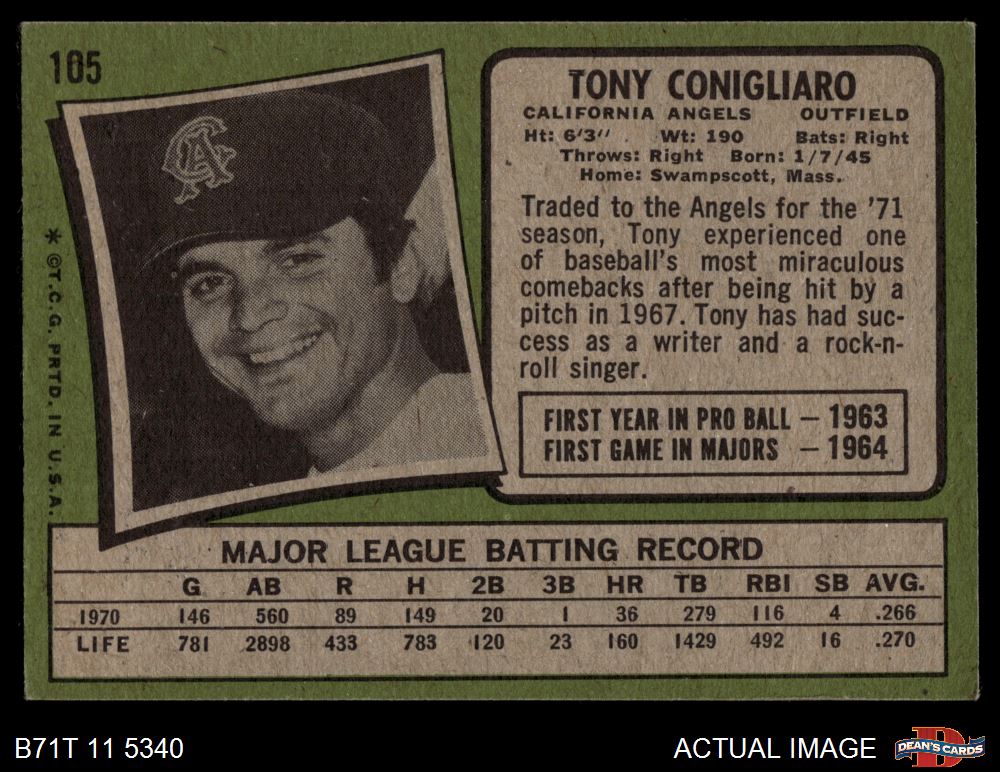 105
TONY CONIGLIARO
CALIFORNIA ANGELS OUTFIELD
Ht: 6'3" Wt: 190 Bats: Right
Throws: Right Born: 1/7/45
Home: Swampscott, Mass.
Traded to the Angels for the '71
season, Tony experienced one
of baseball's most miraculous
comebacks after being hit by a
pitch in 1967. Tony has had suc-
cess as a writer and a rock-n-
roll singer.
FIRST YEAR IN PRO BALL – 1963
FIRST GAME IN MAJORS – 1964
CA
* © T.C.G. PRTD. IN U.S.A.
MAJOR LEAGUE BATTING RECORD
G AB R H 2B 3B HR TB RBI SB AVG.
1970 146 560 89 149 20 1 36 279 116 4 .266
LIFE 781 2898 433 783 120 23 160 1429 492 16 .270
B71T 11 5340
ACTUAL IMAGE
D
DEAN'S CARDS